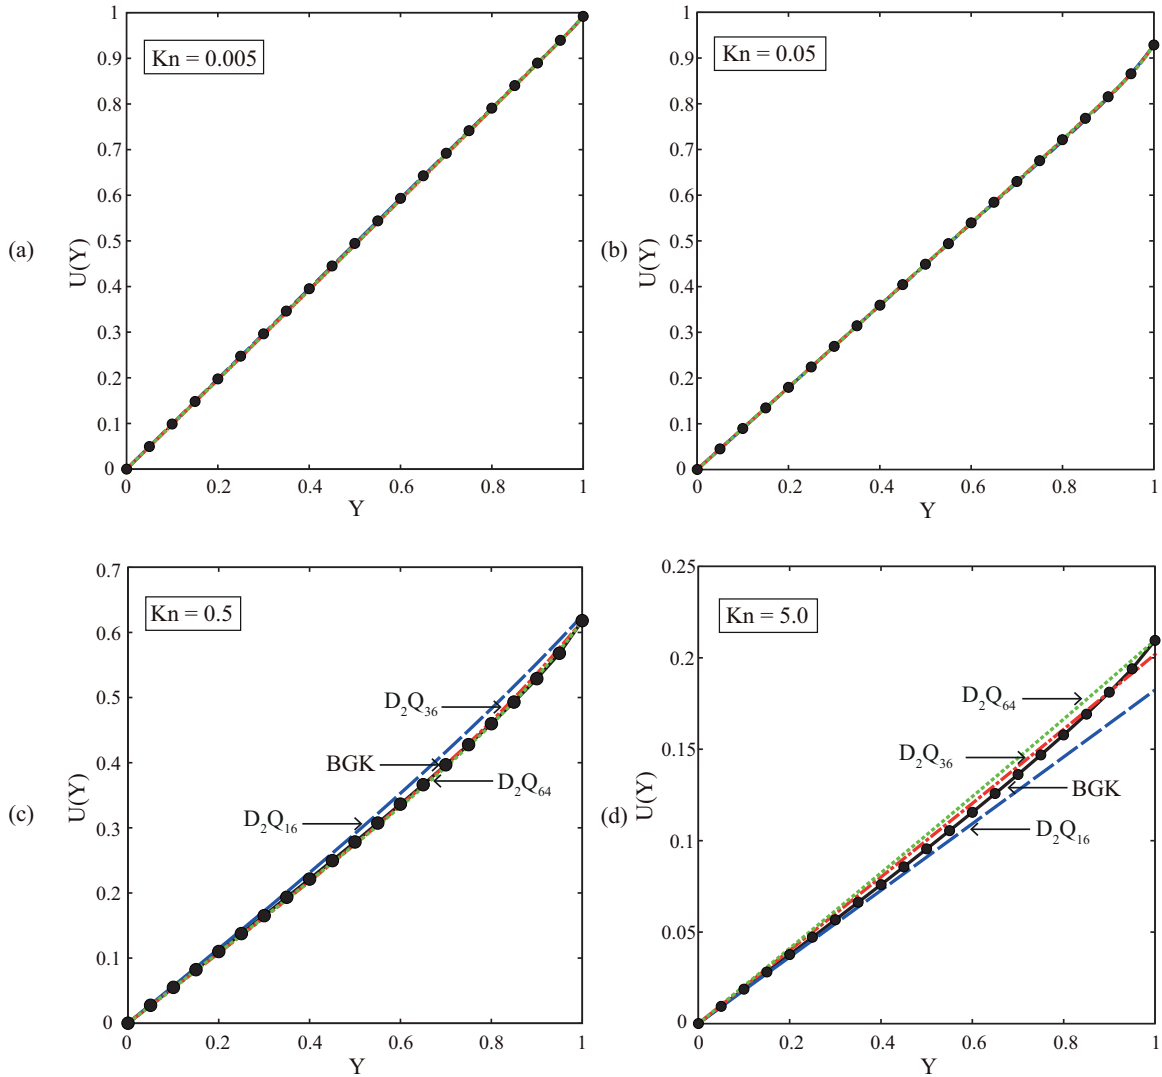 (a)
Kn = 0.005
U(Y)
1
0.9
0.8
0.7
0.6
0.5
0.4
0.3
0.2
0.1
0
0 0.2 0.4 0.6 0.8 1
Y
(b)
Kn = 0.05
U(Y)
1
0.9
0.8
0.7
0.6
0.5
0.4
0.3
0.2
0.1
0
0 0.2 0.4 0.6 0.8 1
Y
(c)
Kn = 0.5
U(Y)
0.7
0.6
0.5
0.4
0.3
0.2
0.1
0
D₂Q₃₆
BGK
D₂Q₆₄
D₂Q₁₆
0 0.2 0.4 0.6 0.8 1
Y
(d)
Kn = 5.0
U(Y)
0.25
0.2
0.15
0.1
0.05
0
D₂Q₆₄
D₂Q₃₆
BGK
D₂Q₁₆
0 0.2 0.4 0.6 0.8 1
Y